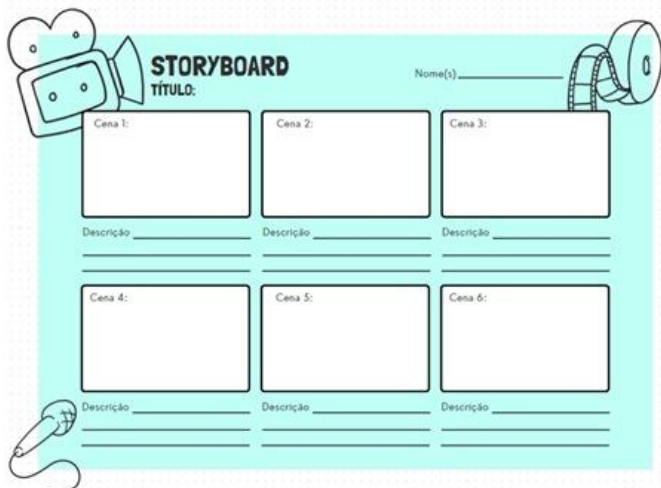 STORYBOARD
TÍTULO:
Nome(s)
Cena 1:
Cena 2:
Cena 3:
Descrição
Descrição
Descrição
Cena 4:
Cena 5:
Cena 6:
Descrição
Descrição
Descrição